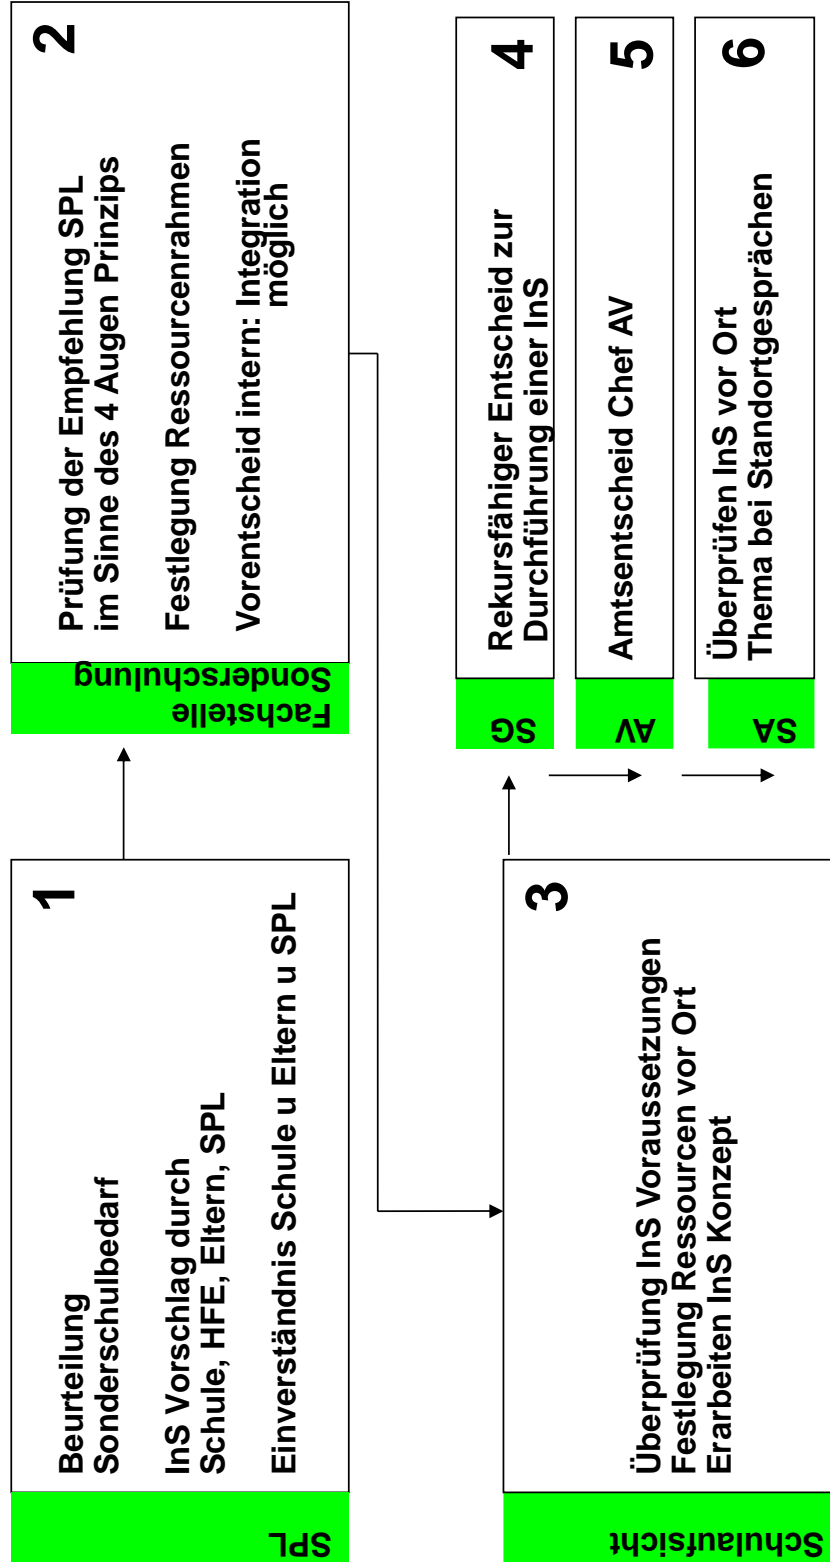 SPL
1
Beurteilung
Sonderschulbedarf
InS Vorschlag durch
Schule, HFE, Eltern, SPL
Einverständnis Schule u Eltern u SPL
Fachstelle
Sonderschulung
2
Prüfung der Empfehlung SPL
im Sinne des 4 Augen Prinzips
Festlegung Ressourcenrahmen
Vorentscheid intern: Integration
möglich
Schulaufsicht
3
Überprüfung InS Voraussetzungen
Festlegung Ressourcen vor Ort
Erarbeiten InS Konzept
SG
4
Rekursfähiger Entscheid zur
Durchführung einer InS
AV
5
Amtsentscheid Chef AV
SA
6
Überprüfen InS vor Ort
Thema bei Standortgesprächen